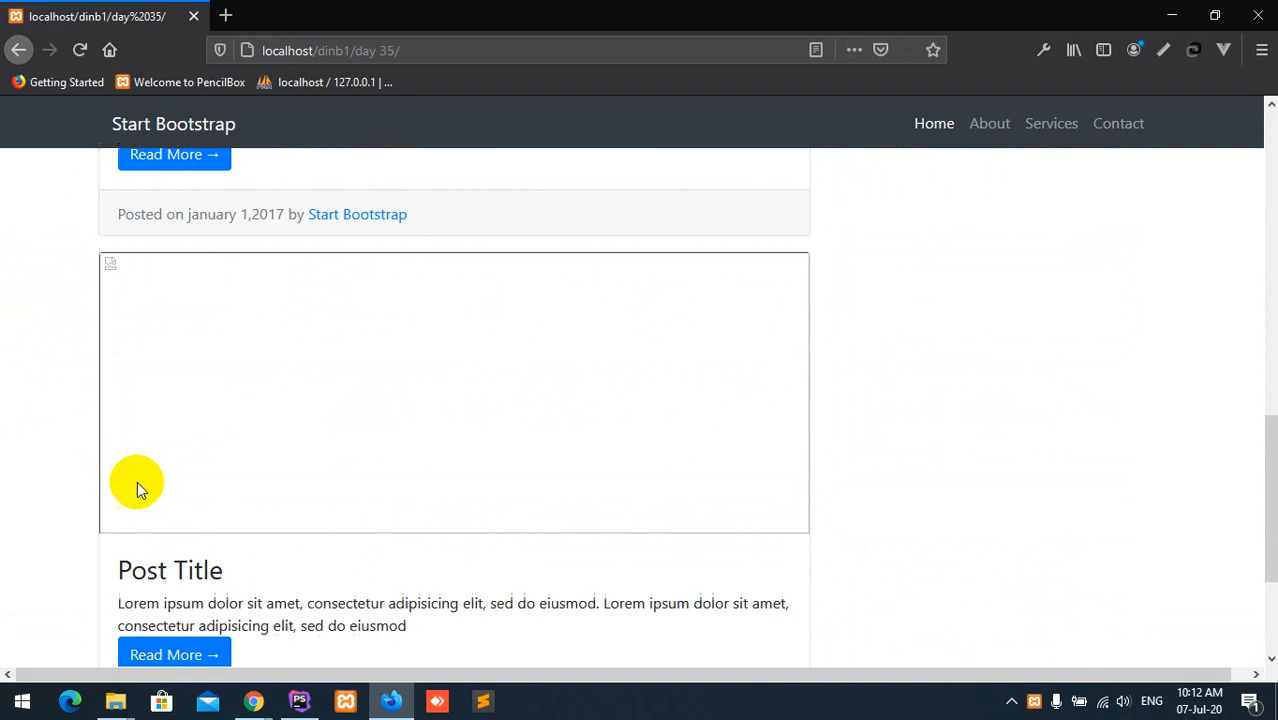 localhost/dinb1/day%2035/
localhost/dinb1/day 35/
Getting Started
Welcome to PencilBox
localhost / 127.0.0.1 | ...
Start Bootstrap
Home
About
Services
Contact
Read More →
Posted on january 1,2017 by Start Bootstrap
Post Title
Lorem ipsum dolor sit amet, consectetur adipisicing elit, sed do eiusmod. Lorem ipsum dolor sit amet,
consectetur adipisicing elit, sed do eiusmod
Read More →
PS
ENG
10:12 AM
07-Jul-20
1